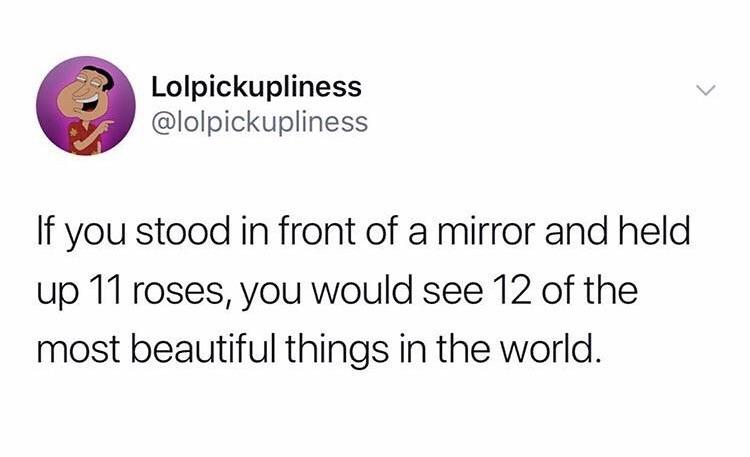 Lolpickupliness
@lolpickupliness
If you stood in front of a mirror and held
up 11 roses, you would see 12 of the
most beautiful things in the world.